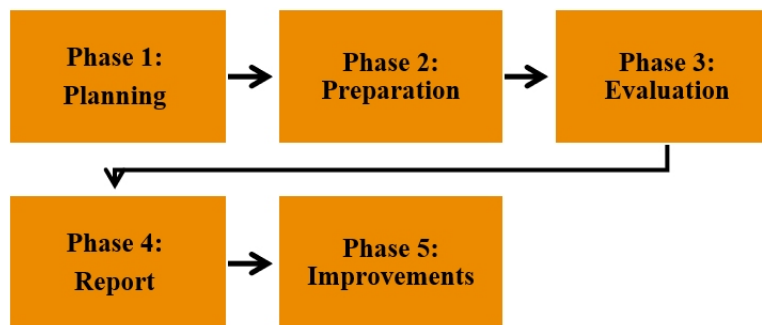 Phase 1:
Planning
Phase 2:
Preparation
Phase 3:
Evaluation
Phase 4:
Report
Phase 5:
Improvements